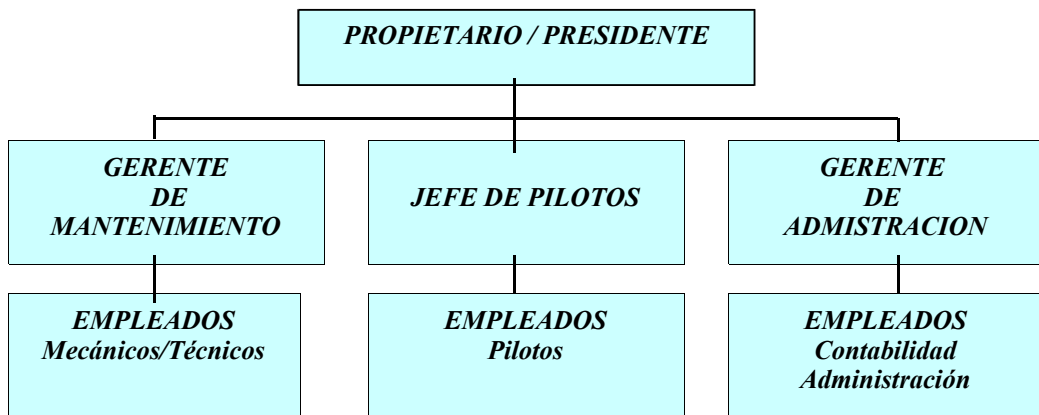 PROPIETARIO / PRESIDENTE
GERENTE
DE
MANTENIMIENTO
JEFE DE PILOTOS
GERENTE
DE
ADMISTRACION
EMPLEADOS
Mecánicos/Técnicos
EMPLEADOS
Pilotos
EMPLEADOS
Contabilidad
Administración